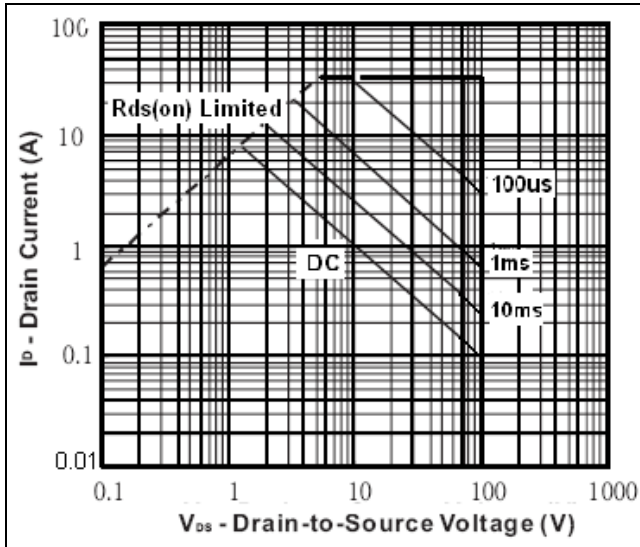 100
Rds(on) Limited
10
100us
1
DC
1ms
10ms
0.1
0.01
0.1
1
10
100
1000
ID - Drain Current (A)
VDS - Drain-to-Source Voltage (V)